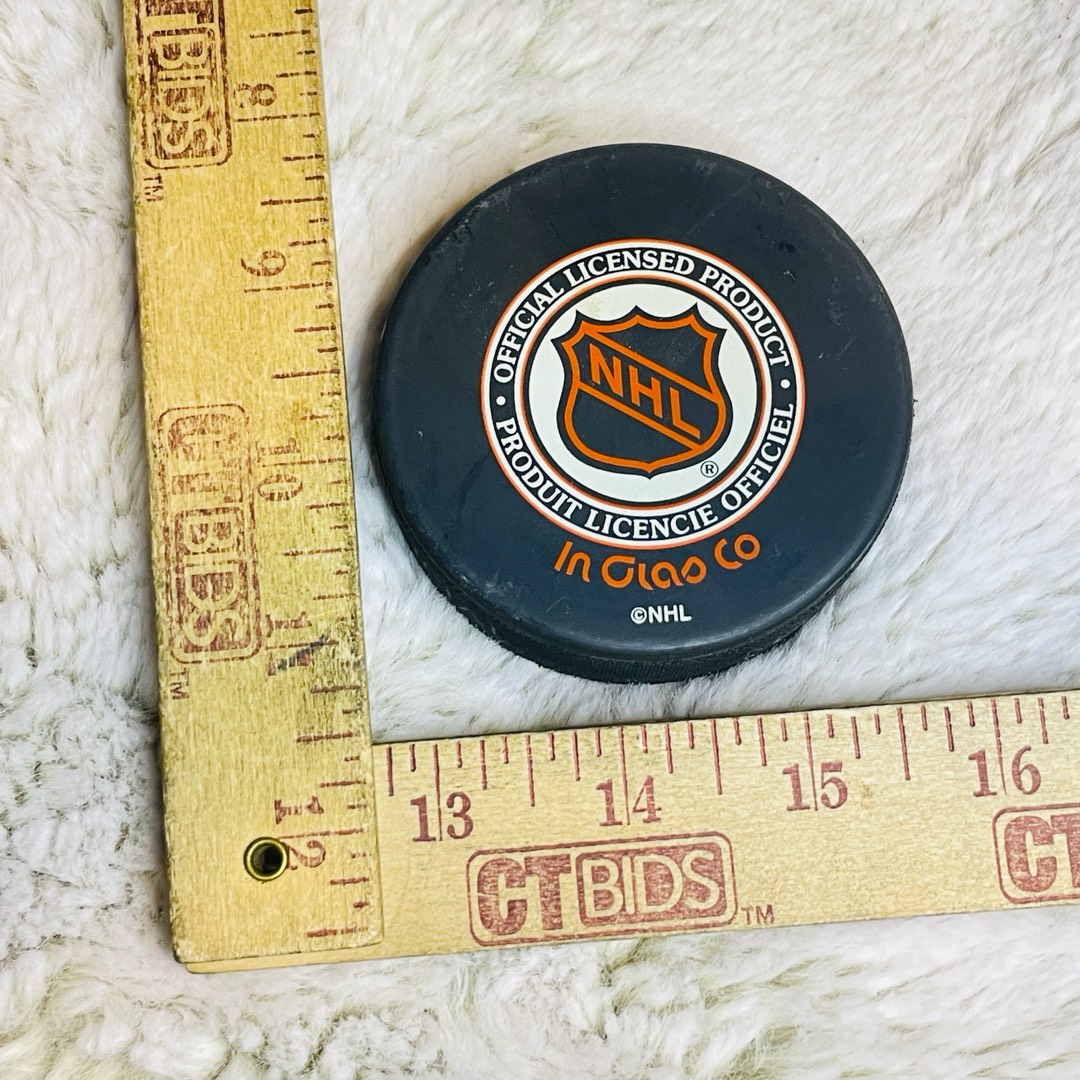 CTBIDS
TM
8
9
10
11
12
CTBIDS
TM
OFFICIAL LICENSED PRODUCT
NHL
®
PRODUIT LICENCIE OFFICIEL
In Glas Co
©NHL
13 14 15 16
CTBIDS TM
CT